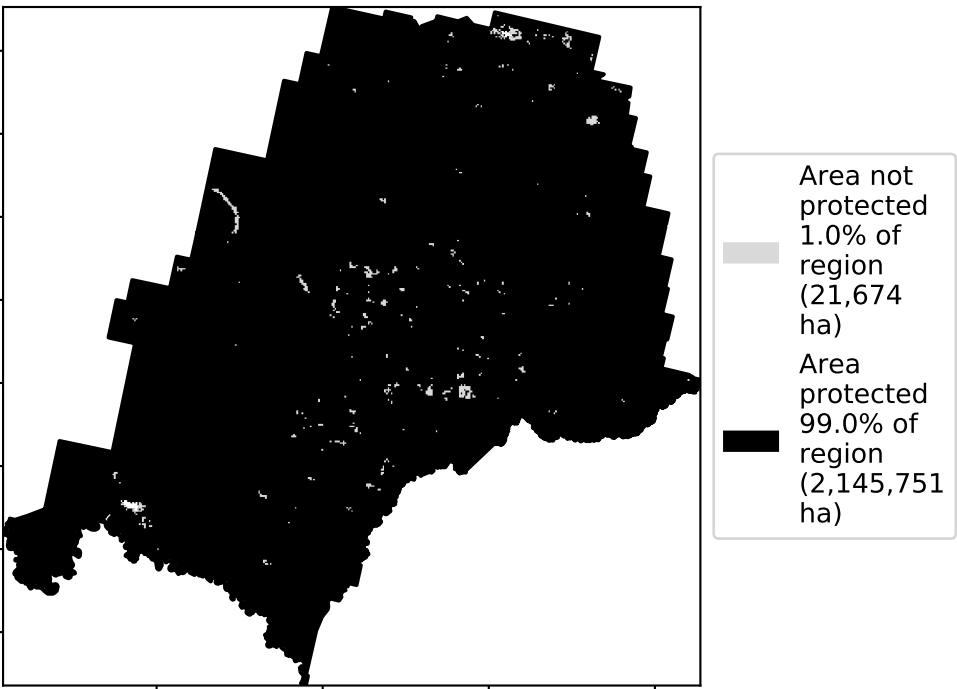 Area not
protected
1.0% of
region
(21,674
ha)
Area
protected
99.0% of
region
(2,145,751
ha)